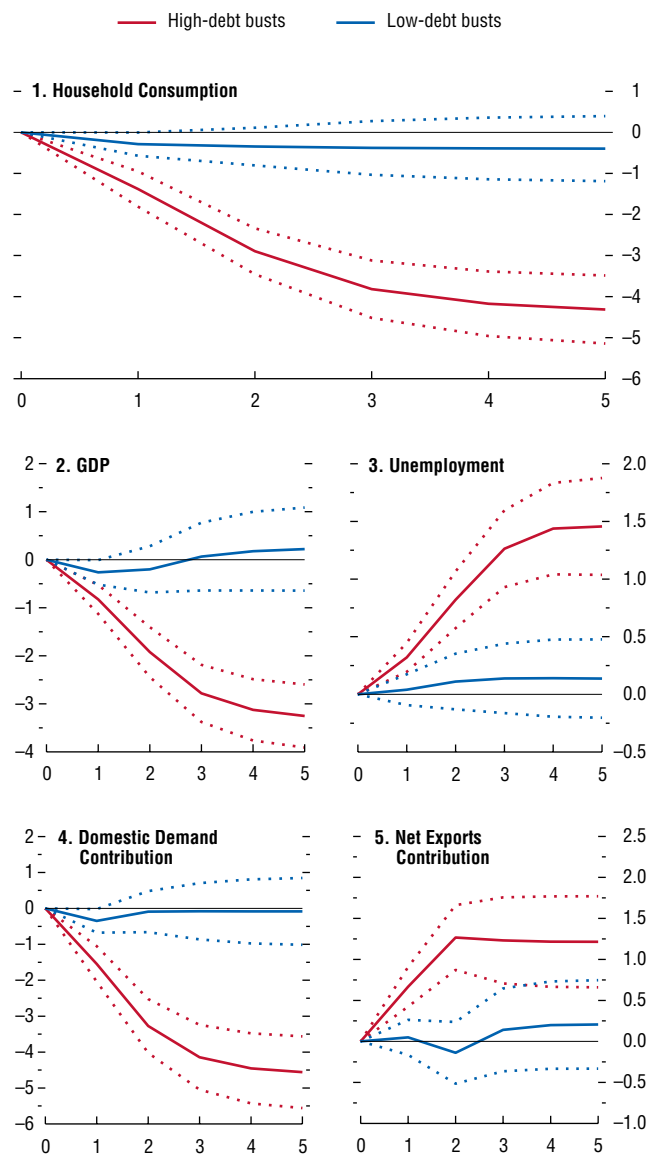 High-debt busts Low-debt busts
1. Household Consumption
1
0
–1
–2
–3
–4
–5
–6
0 1 2 3 4 5
2. GDP
2
1
0
–1
–2
–3
–4
0 1 2 3 4 5
3. Unemployment
2.0
1.5
1.0
0.5
0.0
–0.5
0 1 2 3 4 5
4. Domestic Demand
Contribution
2
1
0
–1
–2
–3
–4
–5
–6
0 1 2 3 4 5
5. Net Exports
Contribution
2.5
2.0
1.5
1.0
0.5
0.0
–0.5
–1.0
0 1 2 3 4 5